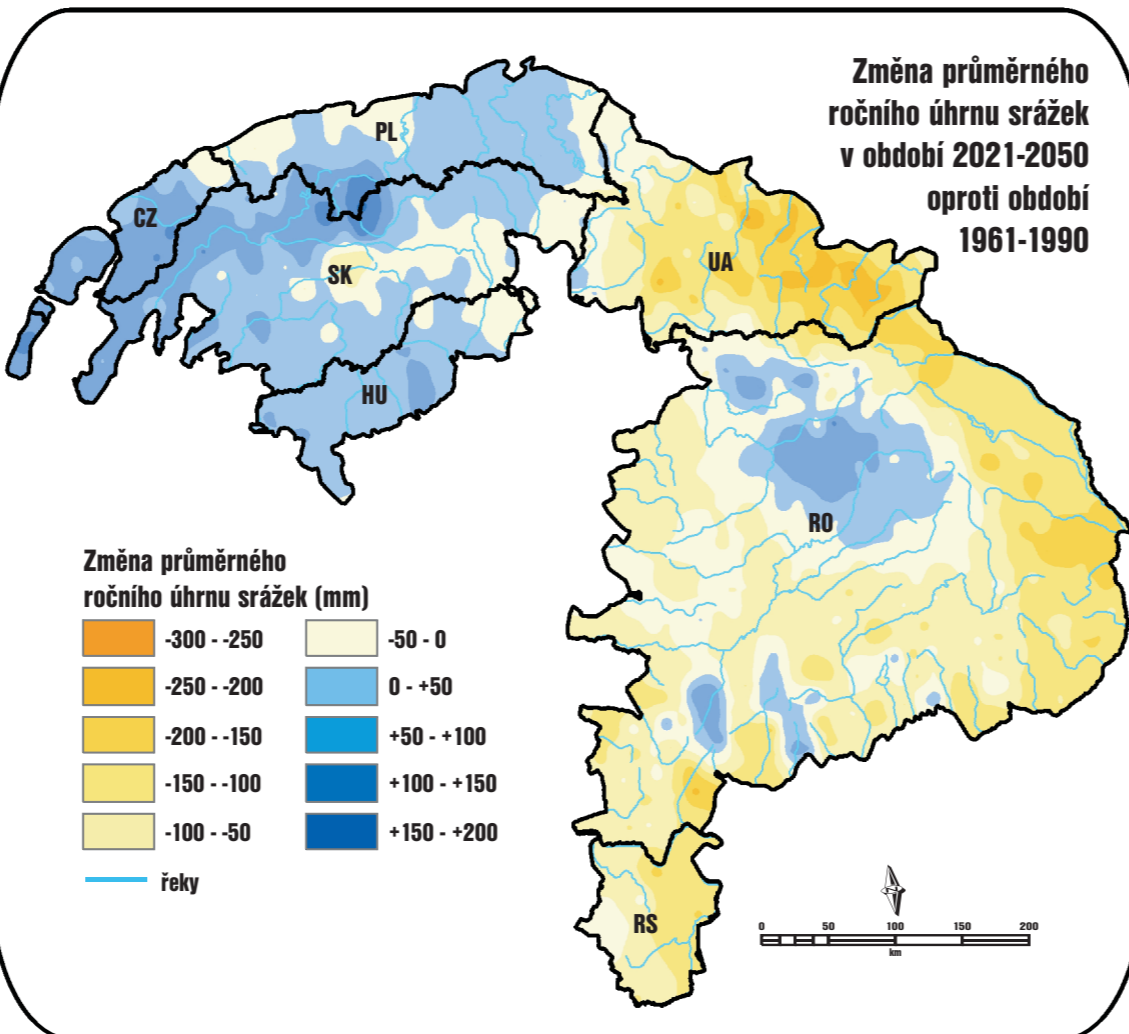 Změna průměrného
ročního úhrnu srážek
v období 2021-2050
oproti období
1961-1990
PL
CZ
SK
UA
HU
RO
RS
Změna průměrného
ročního úhrnu srážek (mm)
-300 - -250
-250 - -200
-200 - -150
-150 - -100
-100 - -50
-50 - 0
0 - +50
+50 - +100
+100 - +150
+150 - +200
řeky
0 50 100 150 200
km